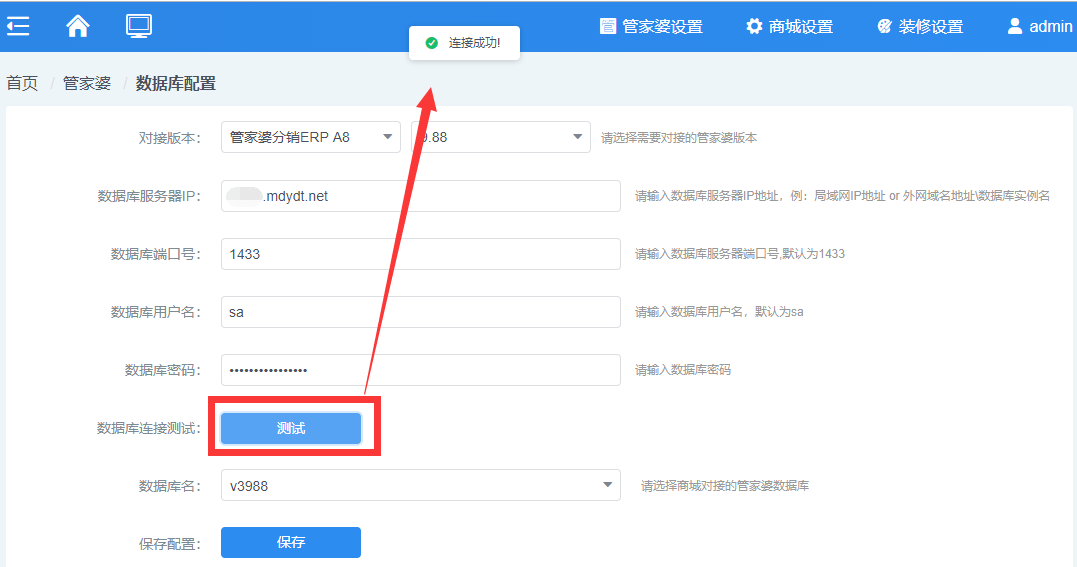 管家婆设置 商城设置 装修设置 admin
连接成功!
首页 / 管家婆 / 数据库配置
对接版本: 管家婆分销ERP A8 9.88 请选择需要对接的管家婆版本
数据库服务器IP: .mdydt.net 请输入数据库服务器IP地址，例：局域网IP地址 or 外网域名地址\数据库实例名
数据库端口号: 1433 请输入数据库服务器端口号,默认为1433
数据库用户名: sa 请输入数据库用户名，默认为sa
数据库密码: •••••••••••••••• 请输入数据库密码
数据库连接测试: 测试
数据库名: v3988 请选择商城对接的管家婆数据库
保存配置: 保存